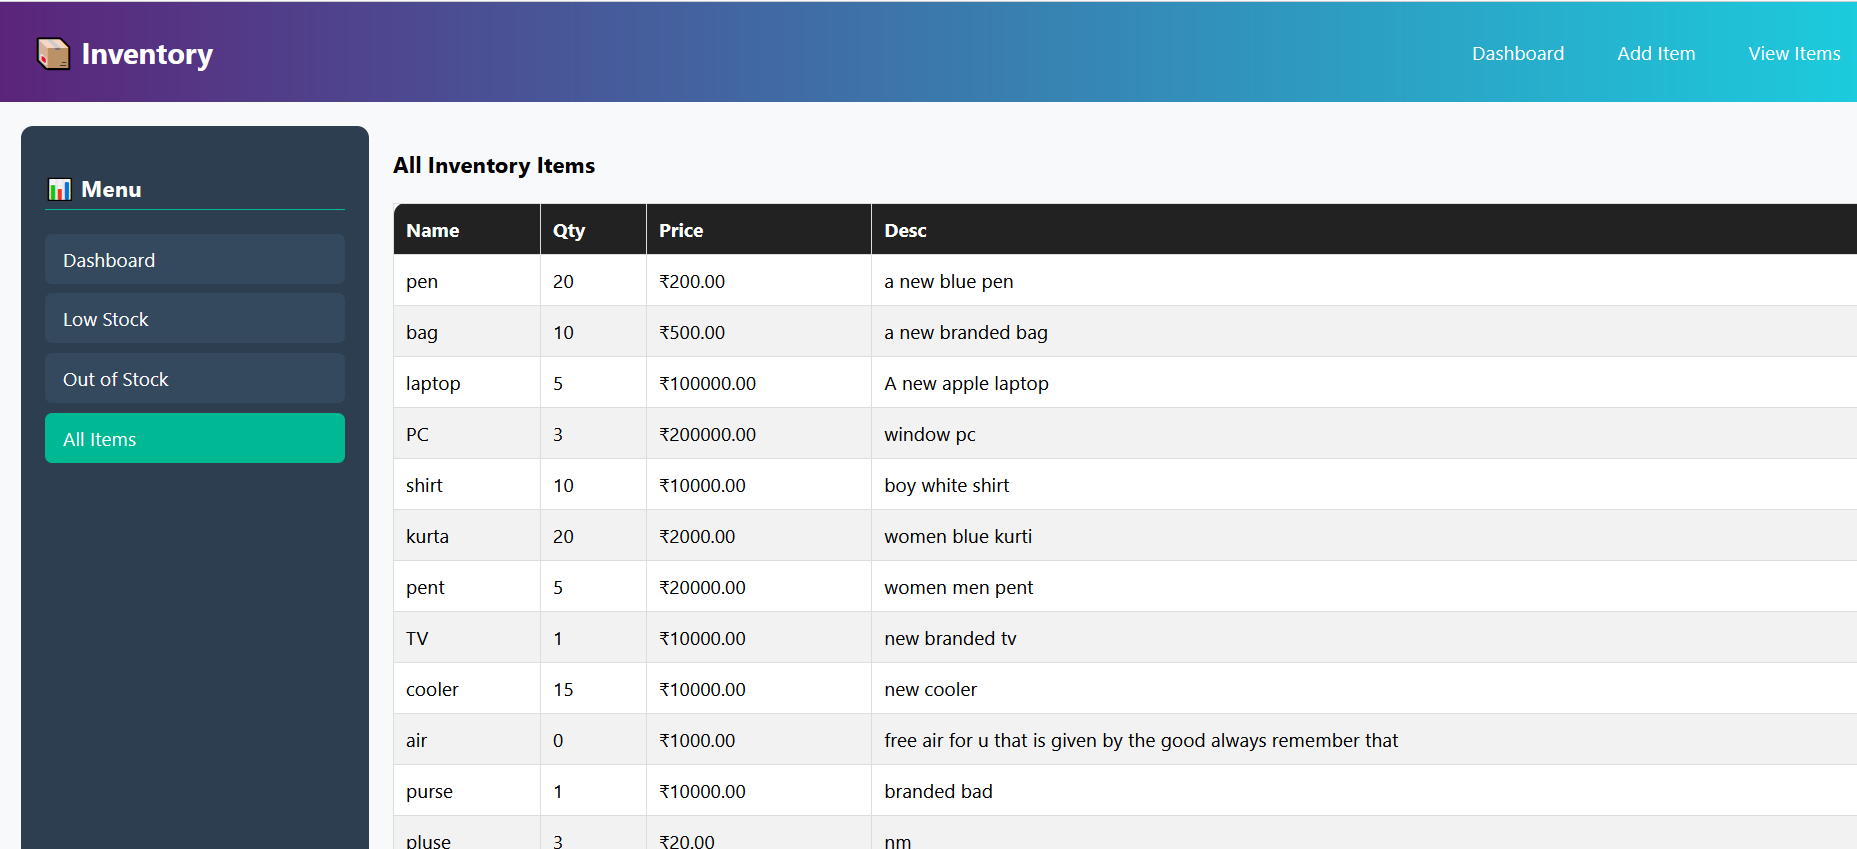 Inventory
Dashboard Add Item View Items
Menu
Dashboard
Low Stock
Out of Stock
All Items
All Inventory Items
Name Qty Price Desc
pen 20 ₹200.00 a new blue pen
bag 10 ₹500.00 a new branded bag
laptop 5 ₹100000.00 A new apple laptop
PC 3 ₹200000.00 window pc
shirt 10 ₹10000.00 boy white shirt
kurta 20 ₹2000.00 women blue kurti
pent 5 ₹20000.00 women men pent
TV 1 ₹10000.00 new branded tv
cooler 15 ₹10000.00 new cooler
air 0 ₹1000.00 free air for u that is given by the good always remember that
purse 1 ₹10000.00 branded bad
pluse 3 ₹20.00 nm